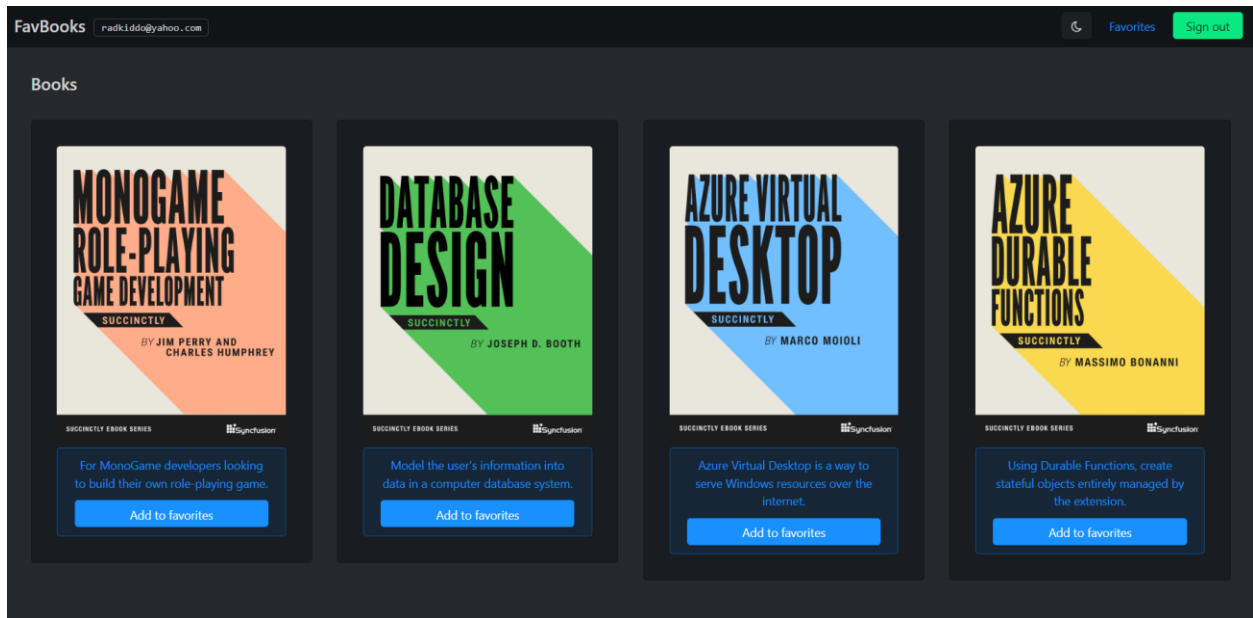 FavBooks radkiddo@yahoo.com Favorites Sign out
Books
MONOGAME
ROLE-PLAYING
GAME DEVELOPMENT
SUCCINCTLY
BY JIM PERRY AND
CHARLES HUMPHREY
SUCCINCTLY EBOOK SERIES Syncfusion
For MonoGame developers looking
to build their own role-playing game.
Add to favorites
DATABASE
DESIGN
SUCCINCTLY
BY JOSEPH D. BOOTH
SUCCINCTLY EBOOK SERIES Syncfusion
Model the user's information into
data in a computer database system.
Add to favorites
AZURE VIRTUAL
DESKTOP
SUCCINCTLY
BY MARCO MOIOLI
SUCCINCTLY EBOOK SERIES Syncfusion
Azure Virtual Desktop is a way to
serve Windows resources over the
internet.
Add to favorites
AZURE
DURABLE
FUNCTIONS
SUCCINCTLY
BY MASSIMO BONANNI
SUCCINCTLY EBOOK SERIES Syncfusion
Using Durable Functions, create
stateful objects entirely managed by
the extension.
Add to favorites